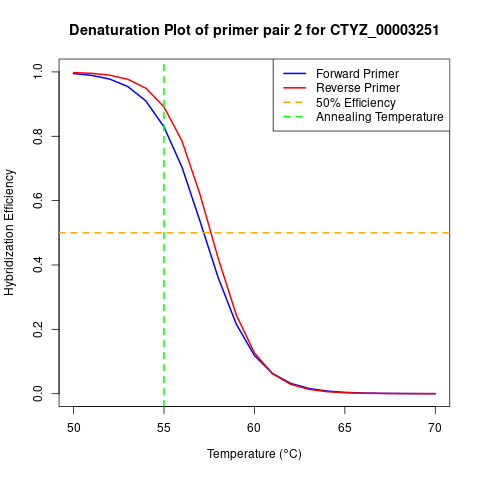 Denaturation Plot of primer pair 2 for CTYZ_00003251
Forward Primer
Reverse Primer
50% Efficiency
Annealing Temperature
Hybridization Efficiency
1.0
0.8
0.6
0.4
0.2
0.0
50
55
60
65
70
Temperature (°C)